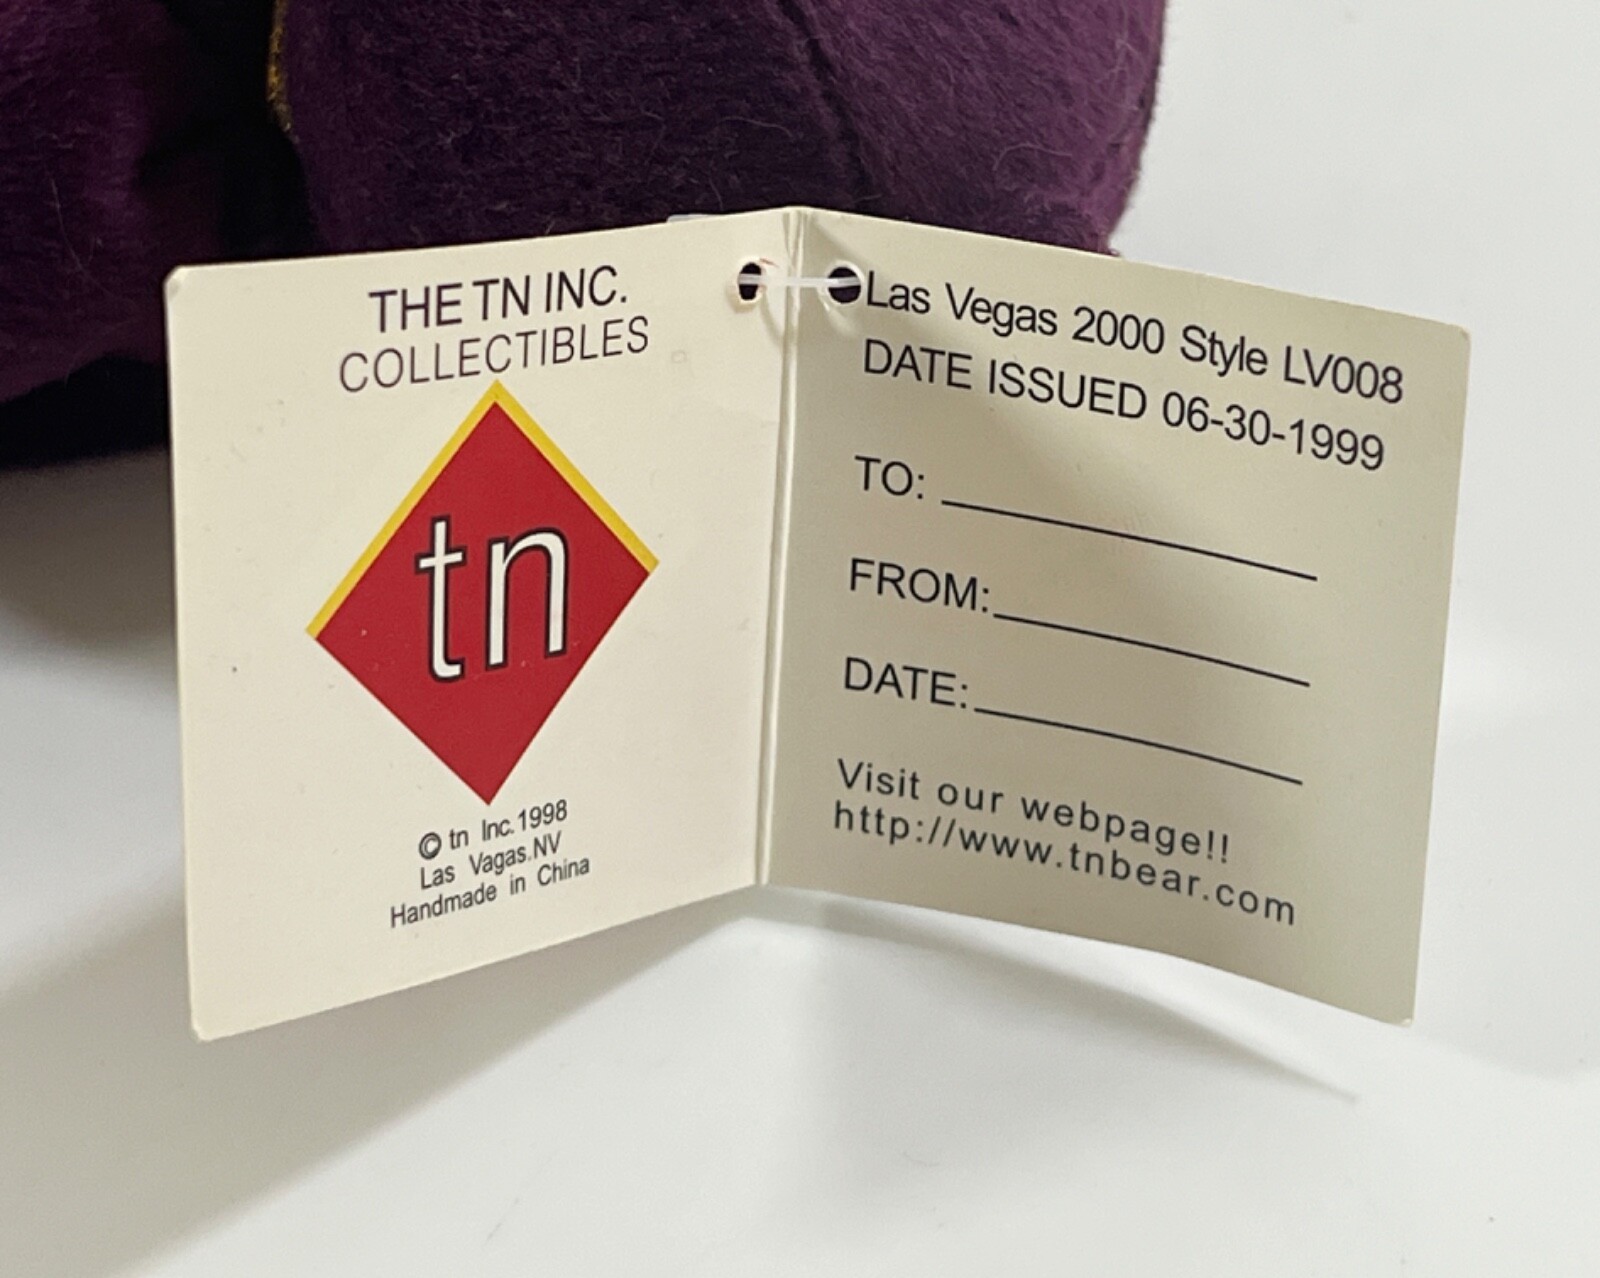 THE TN INC.
COLLECTIBLES
tn
© tn Inc.1998
Las Vagas.NV
Handmade in China
Las Vegas 2000 Style LV008
DATE ISSUED 06-30-1999
TO:
FROM:
DATE:
Visit our webpage!!
http://www.tnbear.com